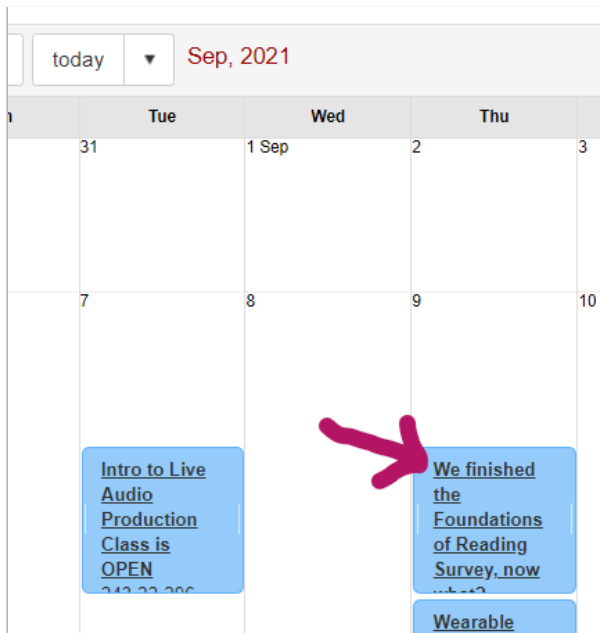 today ▼ Sep, 2021
Tue Wed Thu
31 1 Sep 2 3
7 8 9 10
Intro to Live
Audio
Production
Class is
OPEN
We finished
the
Foundations
of Reading
Survey, now
what?
Wearable